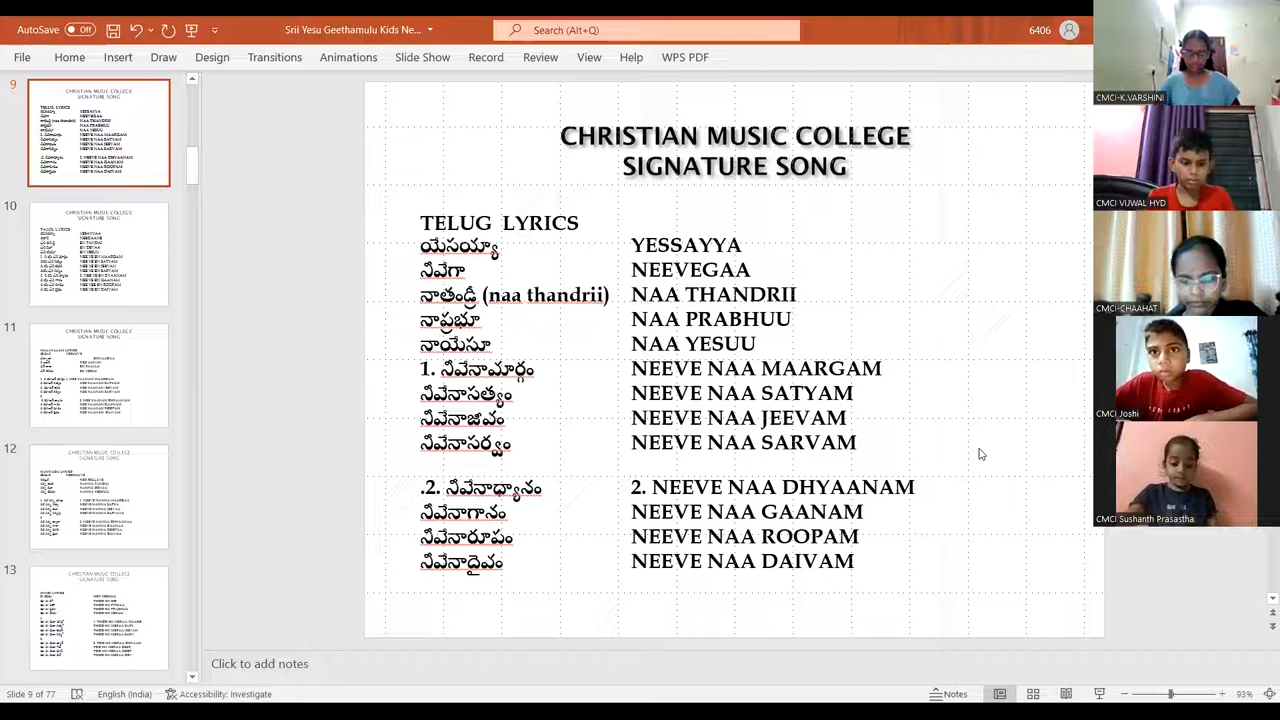 AutoSave Off
Srii Yesu Geethamulu Kids Ne...
Search (Alt+Q)
6406
File Home Insert Draw Design Transitions Animations Slide Show Record Review View Help WPS PDF
9
10
11
12
13
CHRISTIAN MUSIC COLLEGE
SIGNATURE SONG
TELUG LYRICS
యేసయ్యా YESSAYYA
నీవేగా NEEVEGAA
నాతండ్రీ (naa thandrii) NAA THANDRII
నాప్రభూ NAA PRABHUU
నాయేసూ NAA YESUU
1. నీవేనామార్గం NEEVE NAA MAARGAM
నీవేనాసత్యం NEEVE NAA SATYAM
నీవేనాజీవం NEEVE NAA JEEVAM
నీవేనాసర్వం NEEVE NAA SARVAM
.2. నీవేనాధ్యానం 2. NEEVE NAA DHYAANAM
నీవేనాగానం NEEVE NAA GAANAM
నీవేనారూపం NEEVE NAA ROOPAM
నీవేనాదైవం NEEVE NAA DAIVAM
Click to add notes
Slide 9 of 77 English (India) Accessibility: Investigate Notes 93%
CMCI-K.VARSHINI
CMCI VIJWAL HYD
CMCI-CHAAHAT
CMCI Joshi
CMCI Sushanth Prasastha